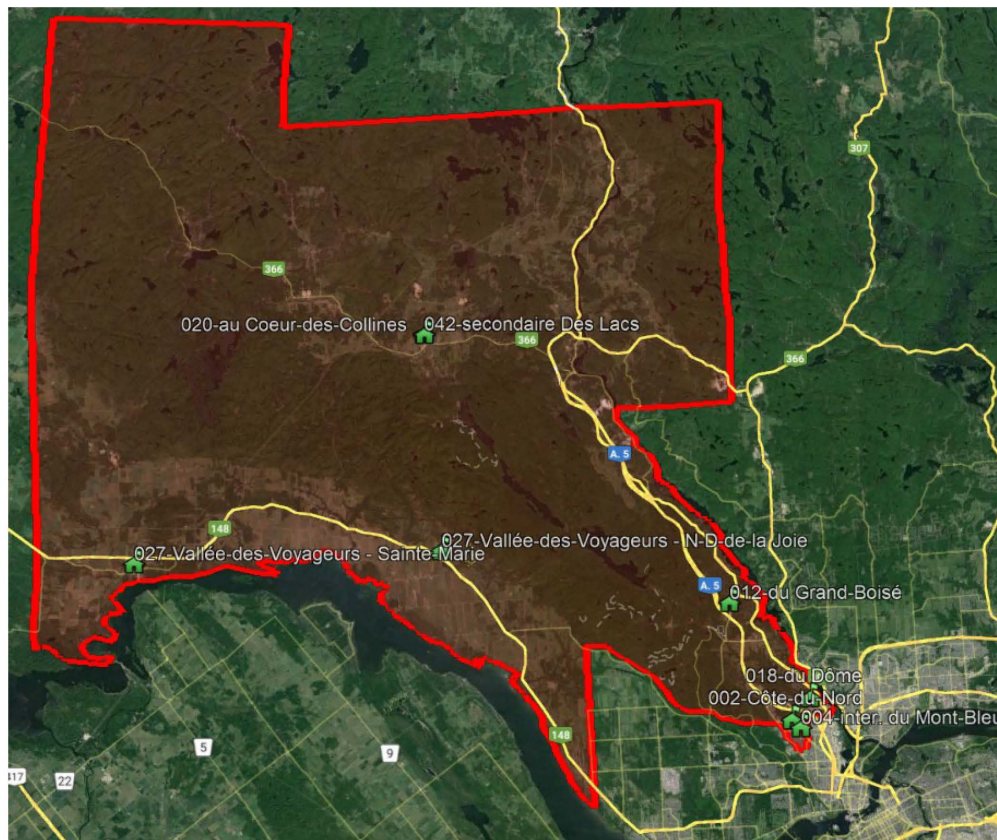 307
366
020-au Coeur-des-Collines
042-secondaire Des Lacs
366
366
A. 5
148
027-Vallée-des-Voyageurs - N-D-de-la Joie
027-Vallée-des-Voyageurs - Sainte-Marie
A. 5
012-du Grand-Boisé
018-du Dôme
002-Côte-du-Nord
004-inter. du Mont-Bleu
148
5
9
417
22